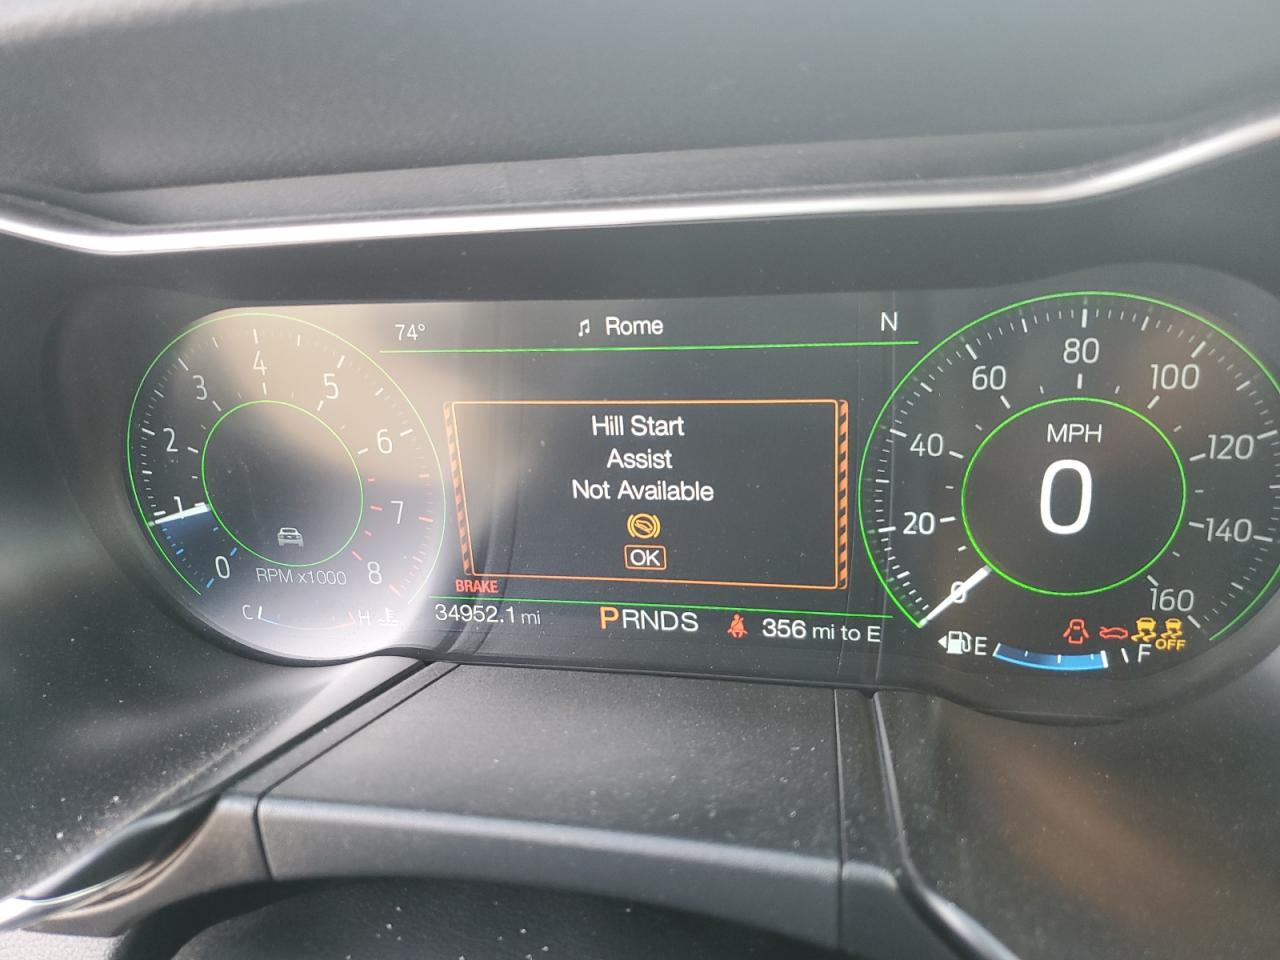 74°
Rome
N
0
1
2
3
4
5
6
7
8
RPM x1000
C
H
Hill Start
Assist
Not Available
OK
BRAKE
34952.1 mi
PRNDS
356 mi to E
0
20
40
60
80
100
120
140
160
MPH
0
E
F
OFF